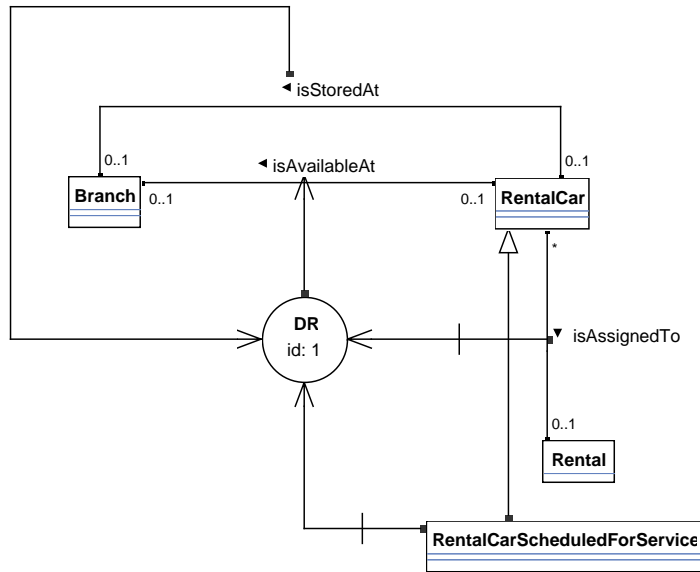 ◄ isStoredAt
0..1
0..1
◄ isAvailableAt
Branch
0..1
0..1
RentalCar
*
DR
id: 1
▼ isAssignedTo
0..1
Rental
RentalCarScheduledForService